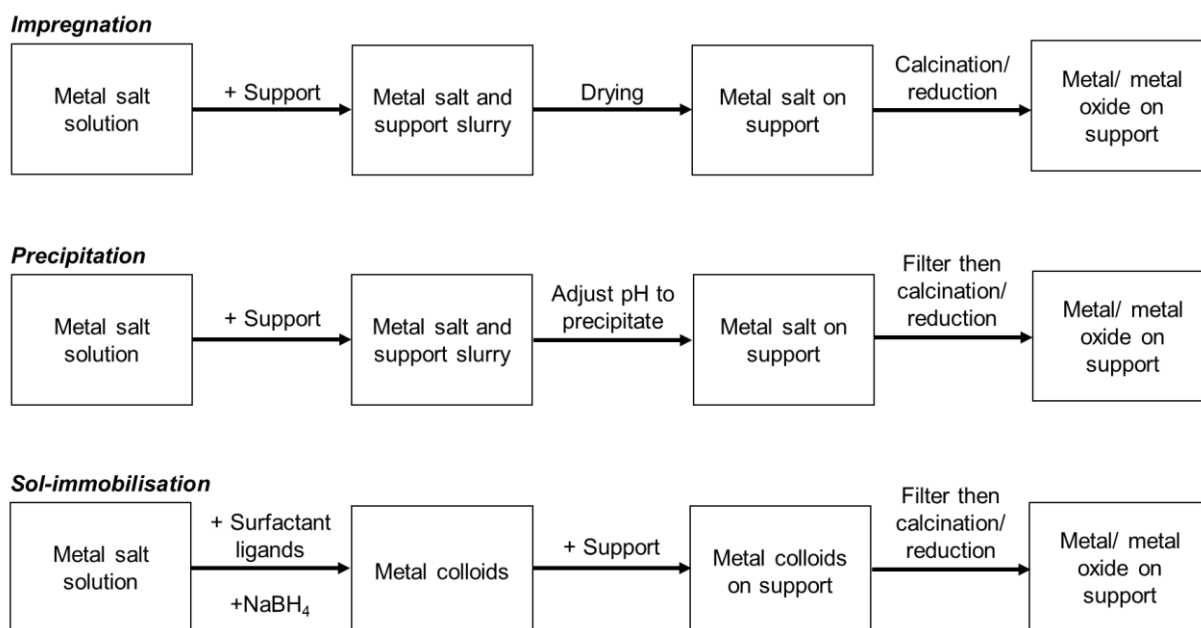 Impregnation
Metal salt
solution
+ Support
Metal salt and
support slurry
Drying
Metal salt on
support
Calcination/
reduction
Metal/ metal
oxide on
support
Precipitation
Metal salt
solution
+ Support
Metal salt and
support slurry
Adjust pH to
precipitate
Metal salt on
support
Filter then
calcination/
reduction
Metal/ metal
oxide on
support
Sol-immobilisation
Metal salt
solution
+ Surfactant
ligands
+NaBH₄
Metal colloids
+ Support
Metal colloids
on support
Filter then
calcination/
reduction
Metal/ metal
oxide on
support